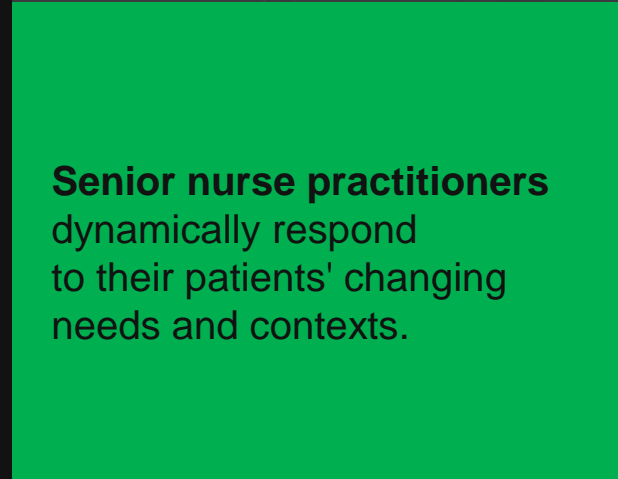 Senior nurse practitioners
dynamically respond
to their patients' changing
needs and contexts.